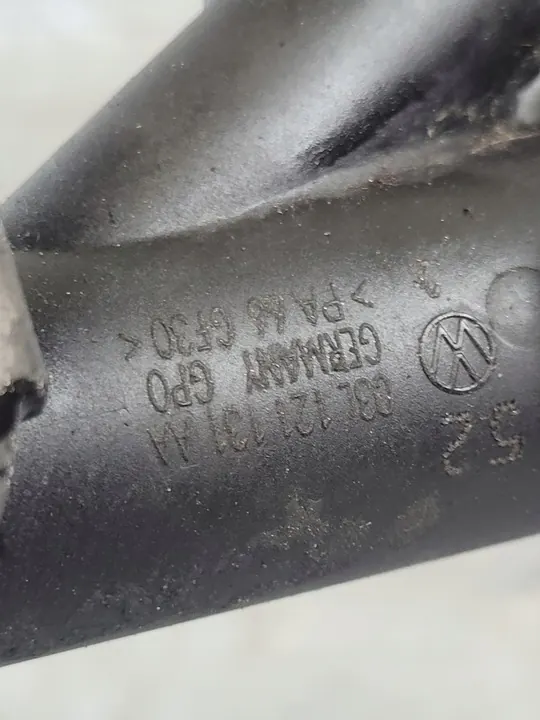 >PA 66 GF30<
GERMANY GPO
03L 121 131 AA
52